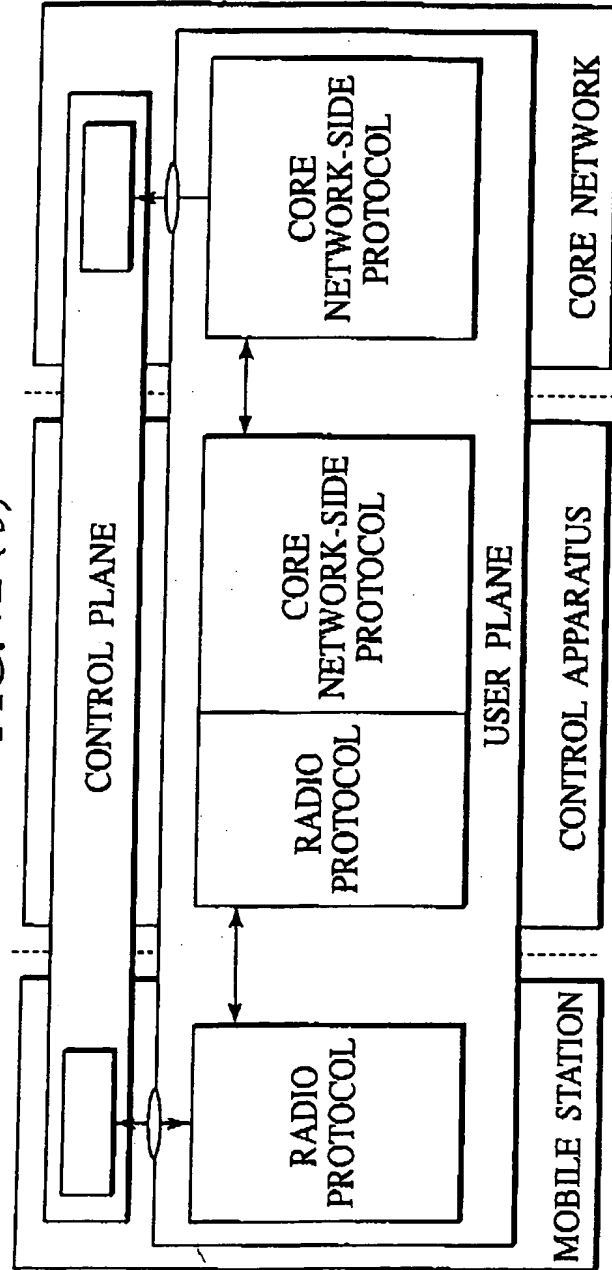 CONTROL PLANE
RADIO
PROTOCOL
RADIO
PROTOCOL
CORE
NETWORK-SIDE
PROTOCOL
CORE
NETWORK-SIDE
PROTOCOL
USER PLANE
MOBILE STATION
CONTROL APPARATUS
CORE NETWORK